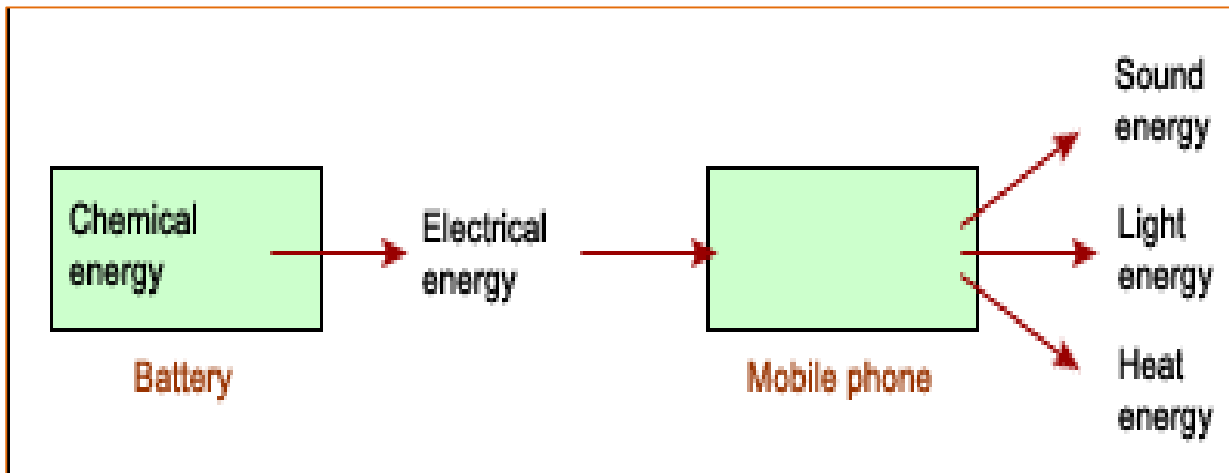 Chemical
energy
Battery
Electrical
energy
Mobile phone
Sound
energy
Light
energy
Heat
energy